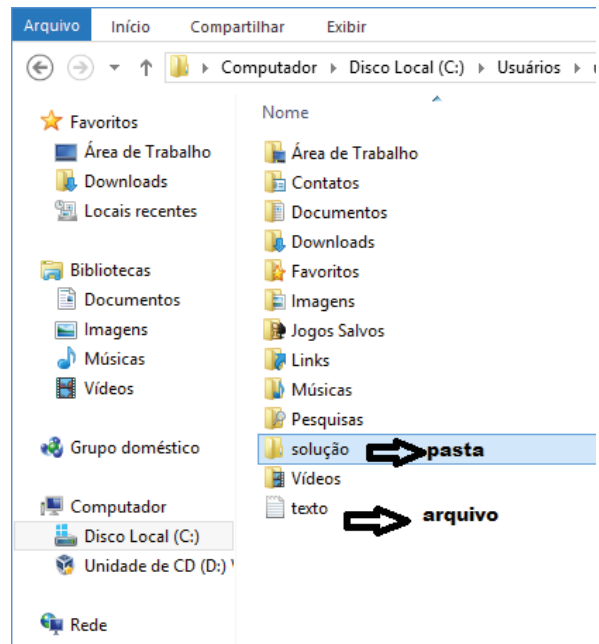 Arquivo Início Compartilhar Exibir
Computador Disco Local (C:) Usuários
Favoritos
Área de Trabalho
Downloads
Locais recentes
Bibliotecas
Documentos
Imagens
Músicas
Vídeos
Grupo doméstico
Computador
Disco Local (C:)
Unidade de CD (D:)
Rede
Nome
Área de Trabalho
Contatos
Documentos
Downloads
Favoritos
Imagens
Jogos Salvos
Links
Músicas
Pesquisas
solução pasta
Vídeos
texto arquivo